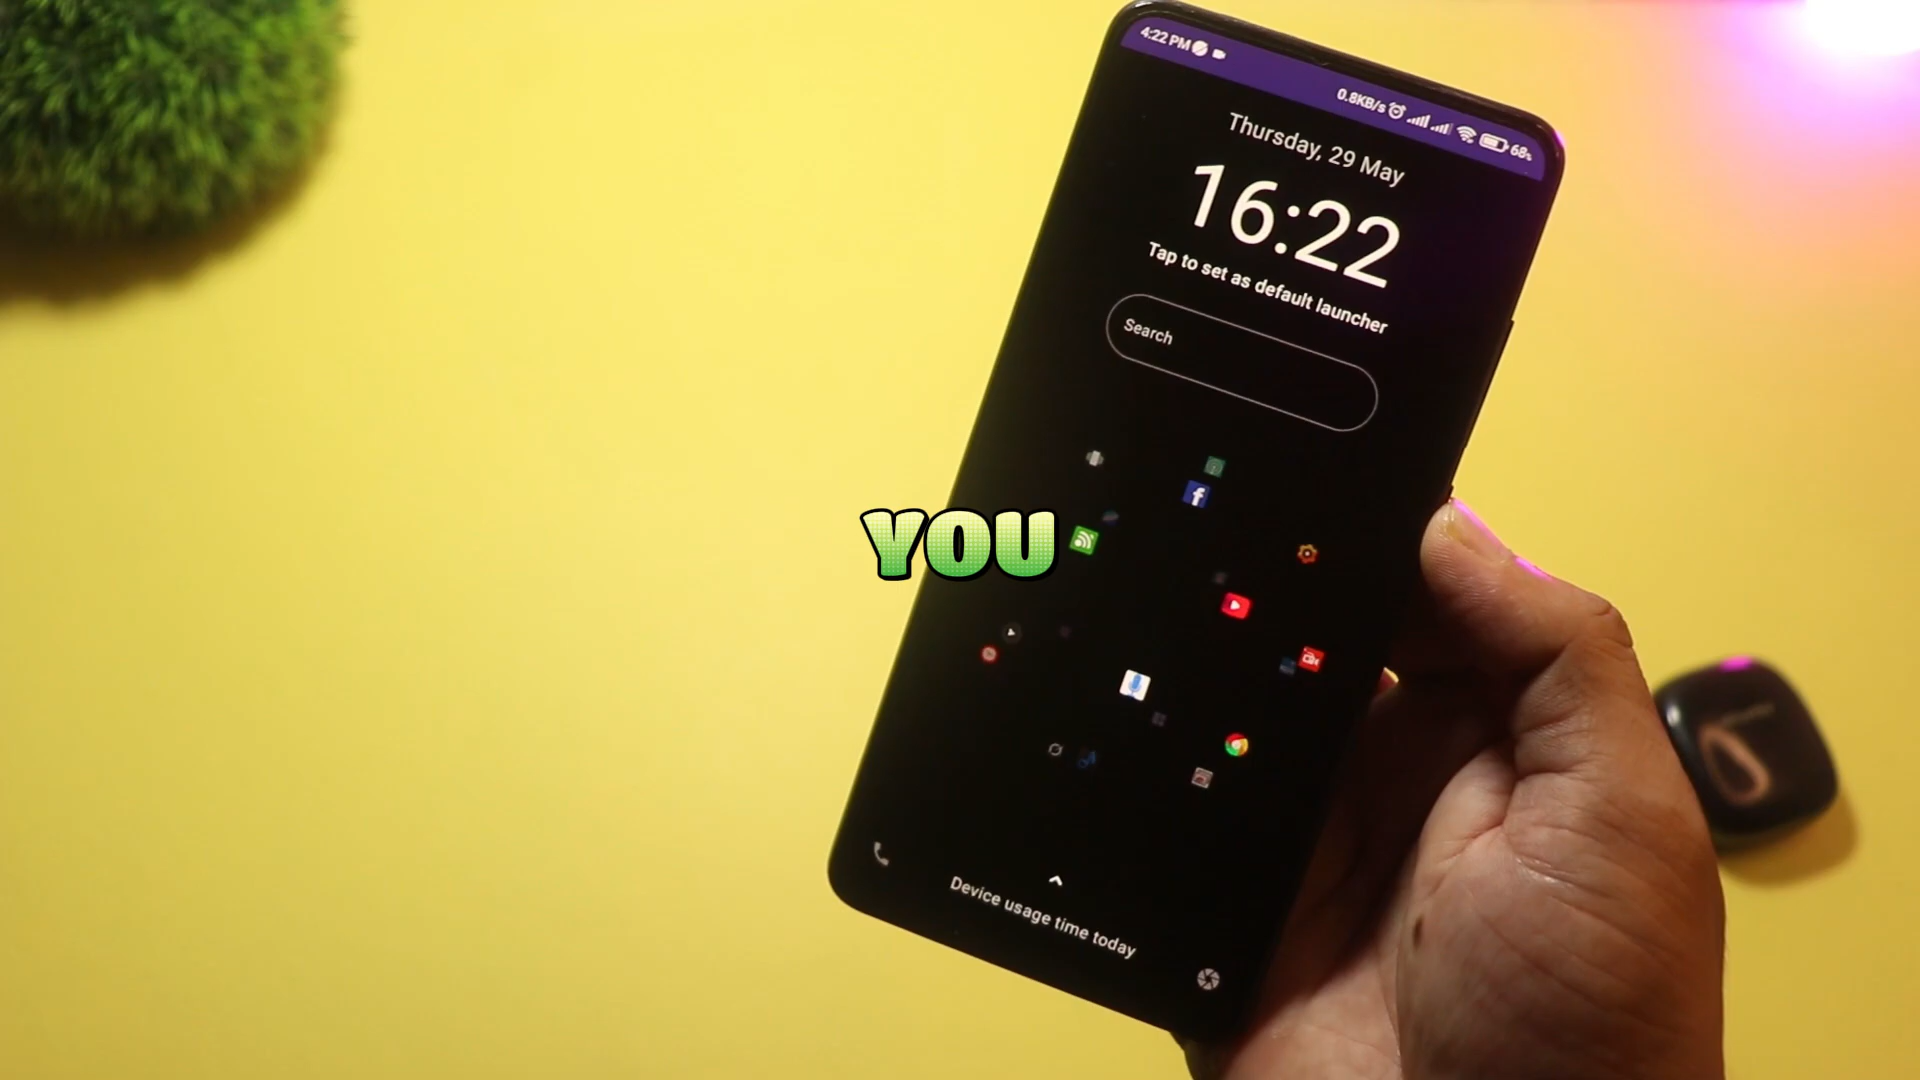 4:22 PM
0.8KB/s
68%
Thursday, 29 May
16:22
Tap to set as default launcher
Search
YOU
Device usage time today